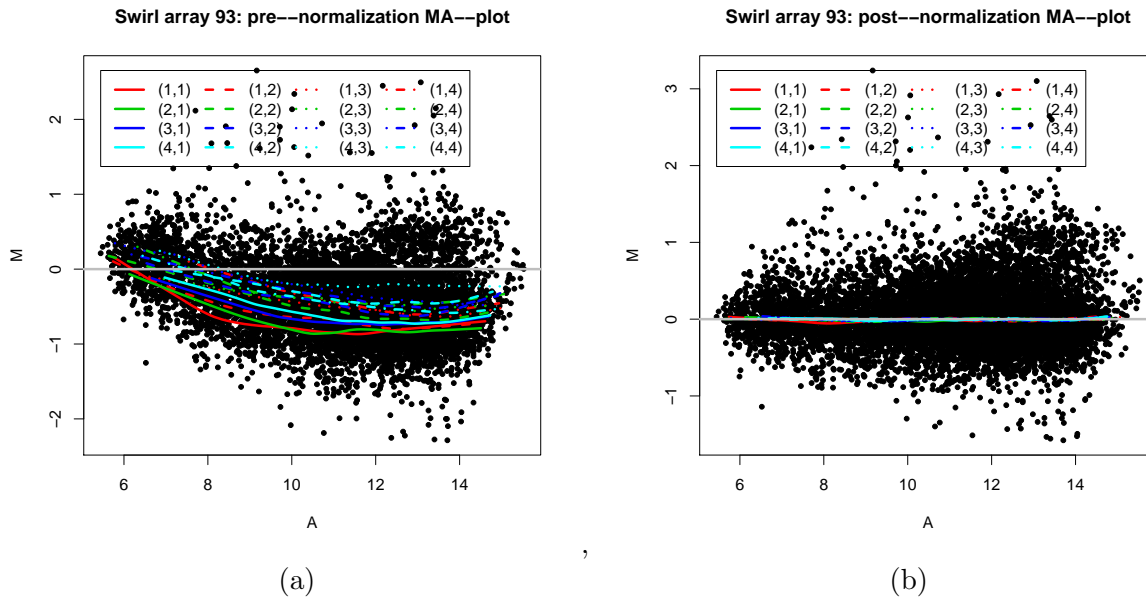 Swirl array 93: pre−−normalization MA−−plot
(1,1) (1,2) (1,3) (1,4)
(2,1) (2,2) (2,3) (2,4)
(3,1) (3,2) (3,3) (3,4)
(4,1) (4,2) (4,3) (4,4)
M
2
1
0
−1
−2
6 8 10 12 14
A
(a)
,
Swirl array 93: post−−normalization MA−−plot
(1,1) (1,2) (1,3) (1,4)
(2,1) (2,2) (2,3) (2,4)
(3,1) (3,2) (3,3) (3,4)
(4,1) (4,2) (4,3) (4,4)
M
3
2
1
0
−1
6 8 10 12 14
A
(b)